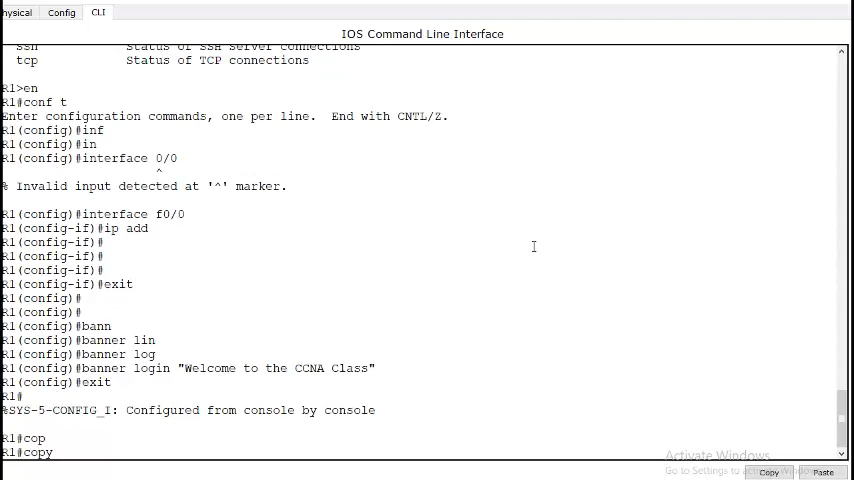 hysical Config CLI
IOS Command Line Interface
ssh Status of SSH server connections
tcp Status of TCP connections
R1>en
R1#conf t
Enter configuration commands, one per line. End with CNTL/Z.
R1(config)#inf
R1(config)#in
R1(config)#interface 0/0
^
% Invalid input detected at '^' marker.
R1(config)#interface f0/0
R1(config-if)#ip add
R1(config-if)#
R1(config-if)#
R1(config-if)#
R1(config-if)#exit
R1(config)#
R1(config)#
R1(config)#bann
R1(config)#banner lin
R1(config)#banner log
R1(config)#banner login "Welcome to the CCNA Class"
R1(config)#exit
R1#
%SYS-5-CONFIG_I: Configured from console by console
R1#cop
R1#copy
Activate Windows
Go to Settings to activate Windows
Copy Paste